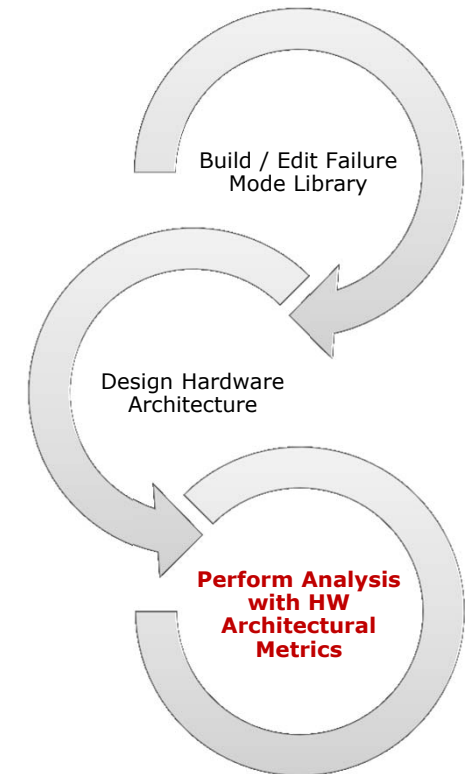 Build / Edit Failure
Mode Library
Design Hardware
Architecture
Perform Analysis
with HW
Architectural
Metrics